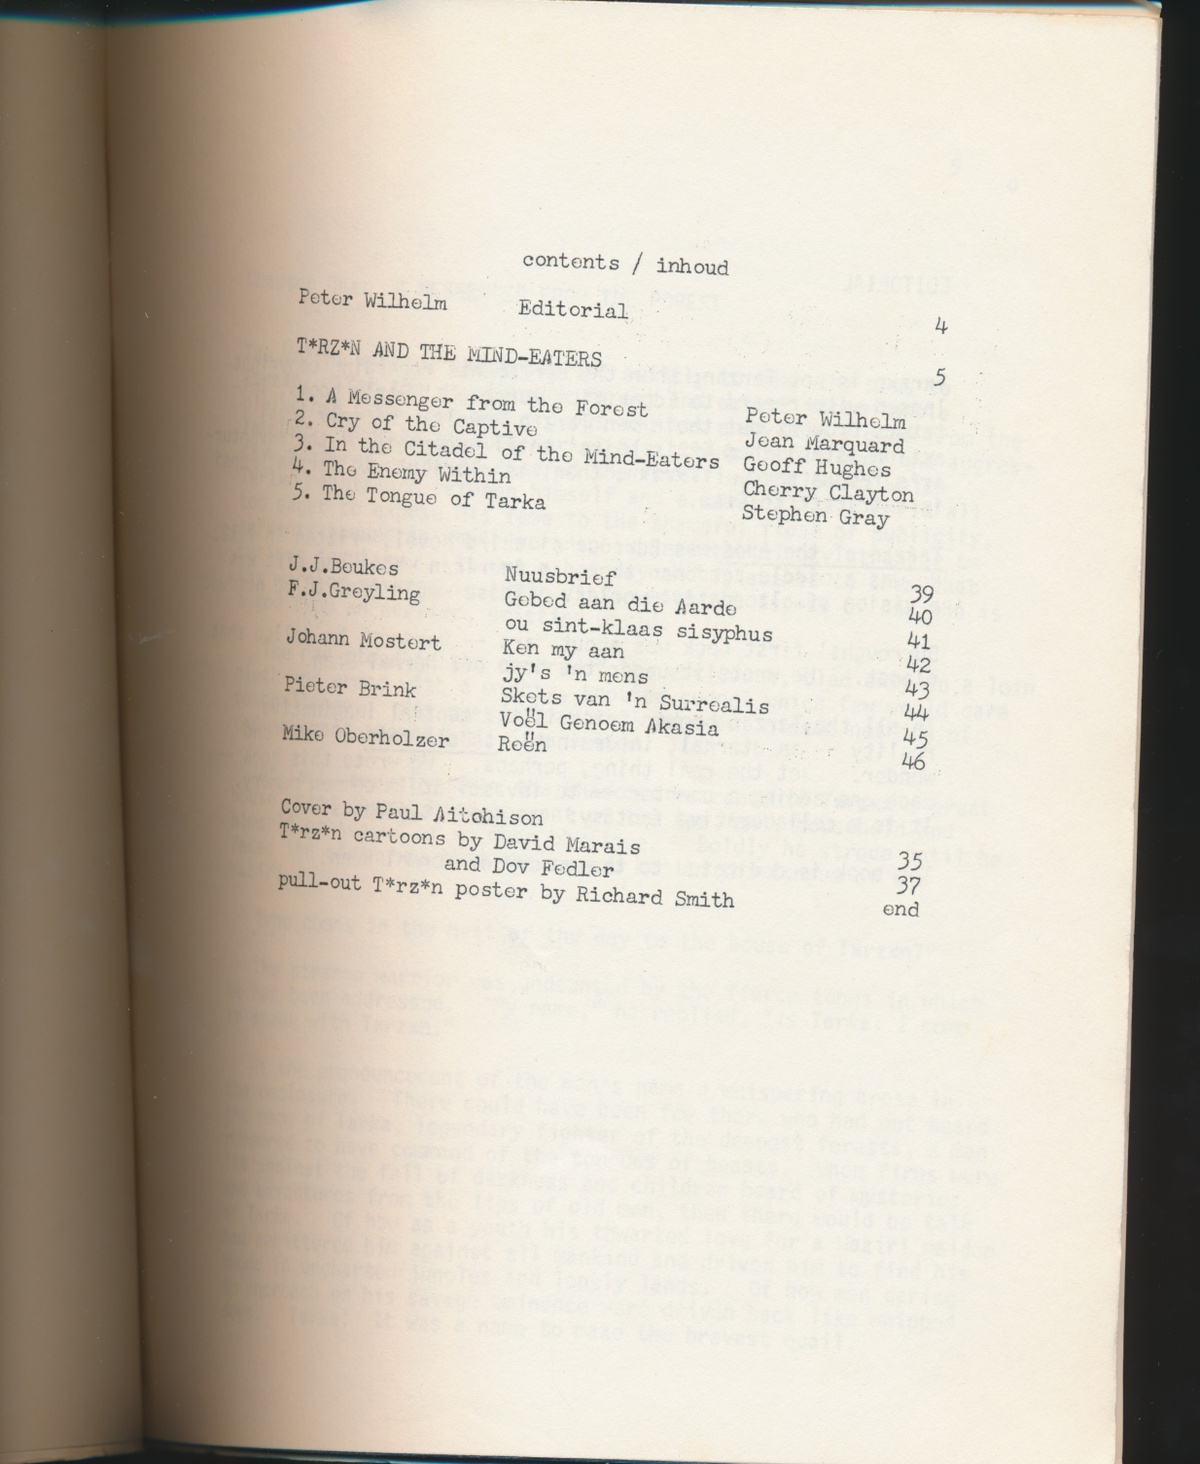 contents / inhoud
Peter Wilhelm Editorial 4
T*RZ*N AND THE MIND-EATERS 5
1. A Messenger from the Forest Peter Wilhelm
2. Cry of the Captive Jean Marquard
3. In the Citadel of the Mind-Eaters Geoff Hughes
4. The Enemy Within Cherry Clayton
5. The Tongue of Tarka Stephen Gray
J.J.Beukes Nuusbrief 39
F.J.Greyling Gebed aan die Aarde 40
ou sint-klaas sisyphus 41
Johann Mostert Ken my aan 42
jy's 'n mens 43
Pieter Brink Skets van 'n Surrealis 44
Voël Genoem Akasia 45
Mike Oberholzer Reën 46
Cover by Paul Aitchison
T*rz*n cartoons by David Marais 35
and Dov Fedler 37
pull-out T*rz*n poster by Richard Smith end